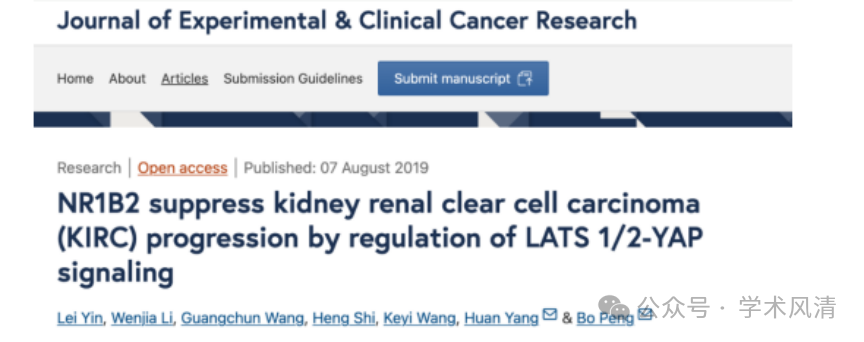 Journal of Experimental & Clinical Cancer Research
Home About Articles Submission Guidelines Submit manuscript
Research | Open access | Published: 07 August 2019
NR1B2 suppress kidney renal clear cell carcinoma
(KIRC) progression by regulation of LATS 1/2-YAP
signaling
Lei Yin, Wenjia Li, Guangchun Wang, Heng Shi, Keyi Wang, Huan Yang & Bo Peng
公众号 · 学术风清